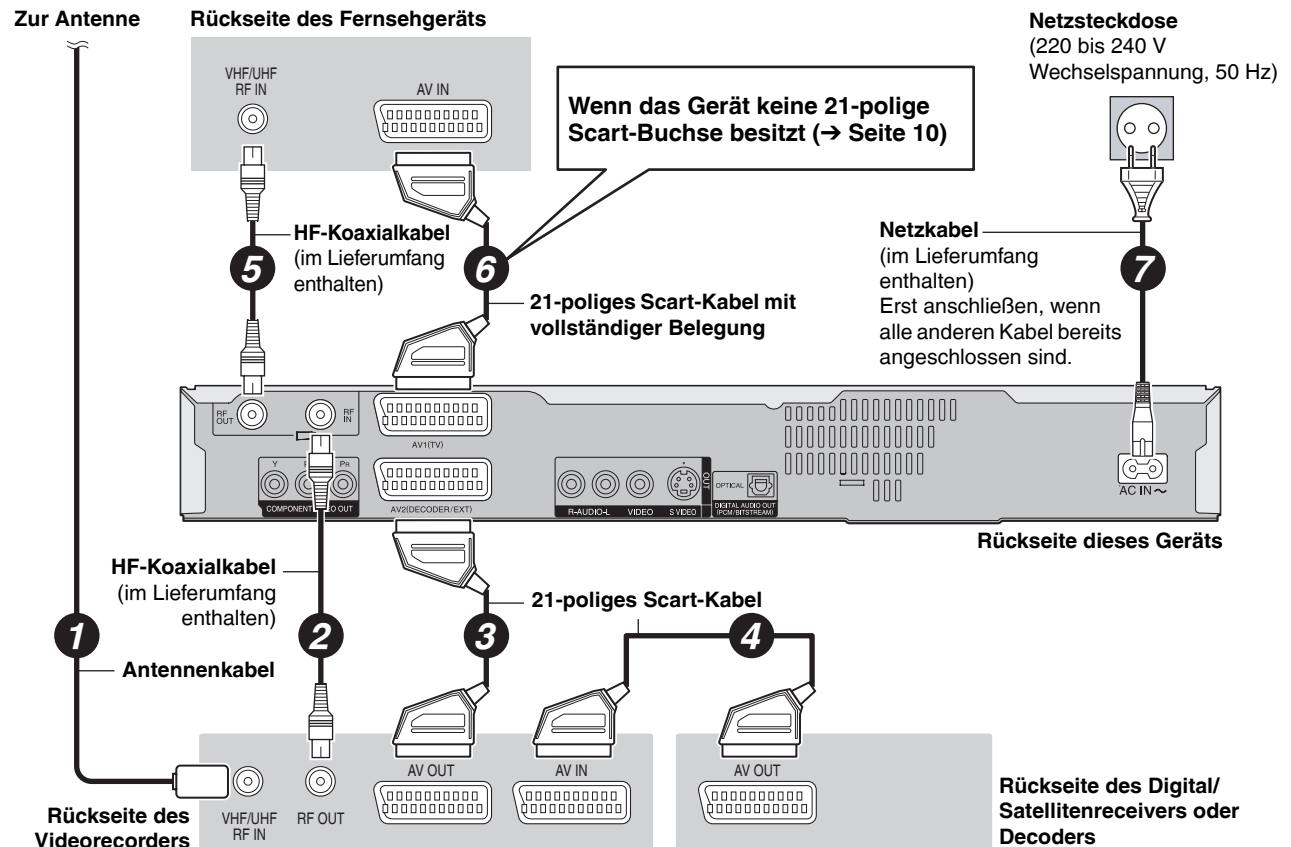 Zur Antenne
Rückseite des Fernsehgeräts
Netzsteckdose
(220 bis 240 V
Wechselspannung, 50 Hz)
VHF/UHF
RF IN
AV IN
Wenn das Gerät keine 21-polige
Scart-Buchse besitzt (➔ Seite 10)
HF-Koaxialkabel
(im Lieferumfang
enthalten)
5
6
21-poliges Scart-Kabel mit
vollständiger Belegung
Netzkabel
(im Lieferumfang
enthalten)
Erst anschließen, wenn
alle anderen Kabel bereits
angeschlossen sind.
7
RF
OUT
RF
IN
AV1(TV)
Y
PR
COMPONENT
OUT
AV2(DECODER/EXT)
R-AUDIO-L
VIDEO
S VIDEO
OUT
OPTICAL
DIGITAL AUDIO OUT
(PCM/BITSTREAM)
AC IN ~
Rückseite dieses Geräts
HF-Koaxialkabel
(im Lieferumfang
enthalten)
21-poliges Scart-Kabel
1
2
3
4
Antennenkabel
Rückseite des
Videorecorders
VHF/UHF
RF IN
RF OUT
AV OUT
AV IN
AV OUT
Rückseite des Digital/
Satellitenreceivers oder
Decoders